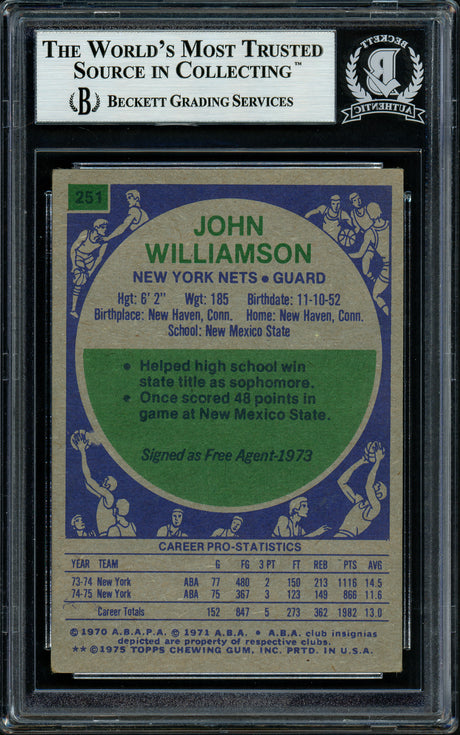 THE WORLD'S MOST TRUSTED
SOURCE IN COLLECTING™
B BECKETT GRADING SERVICES
BECKETT
B
AUTHENTIC
251
JOHN
WILLIAMSON
NEW YORK NETS • GUARD
Hgt: 6' 2" Wgt: 185 Birthdate: 11-10-52
Birthplace: New Haven, Conn. Home: New Haven, Conn.
School: New Mexico State
• Helped high school win
state title as sophomore.
• Once scored 48 points in
game at New Mexico State.
Signed as Free Agent-1973
CAREER PRO-STATISTICS
YEAR TEAM G FG 3 PT FT REB PTS AVG
73-74 New York ABA 77 480 2 150 213 1116 14.5
74-75 New York ABA 75 367 3 123 149 866 11.6
Career Totals 152 847 5 273 362 1982 13.0
© 1970 A.B.A.P.A. © 1971 A.B.A. • A.B.A. club insignias
depicted are property of respective clubs.
** © 1975 TOPPS CHEWING GUM, INC. PRTD. IN U.S.A.